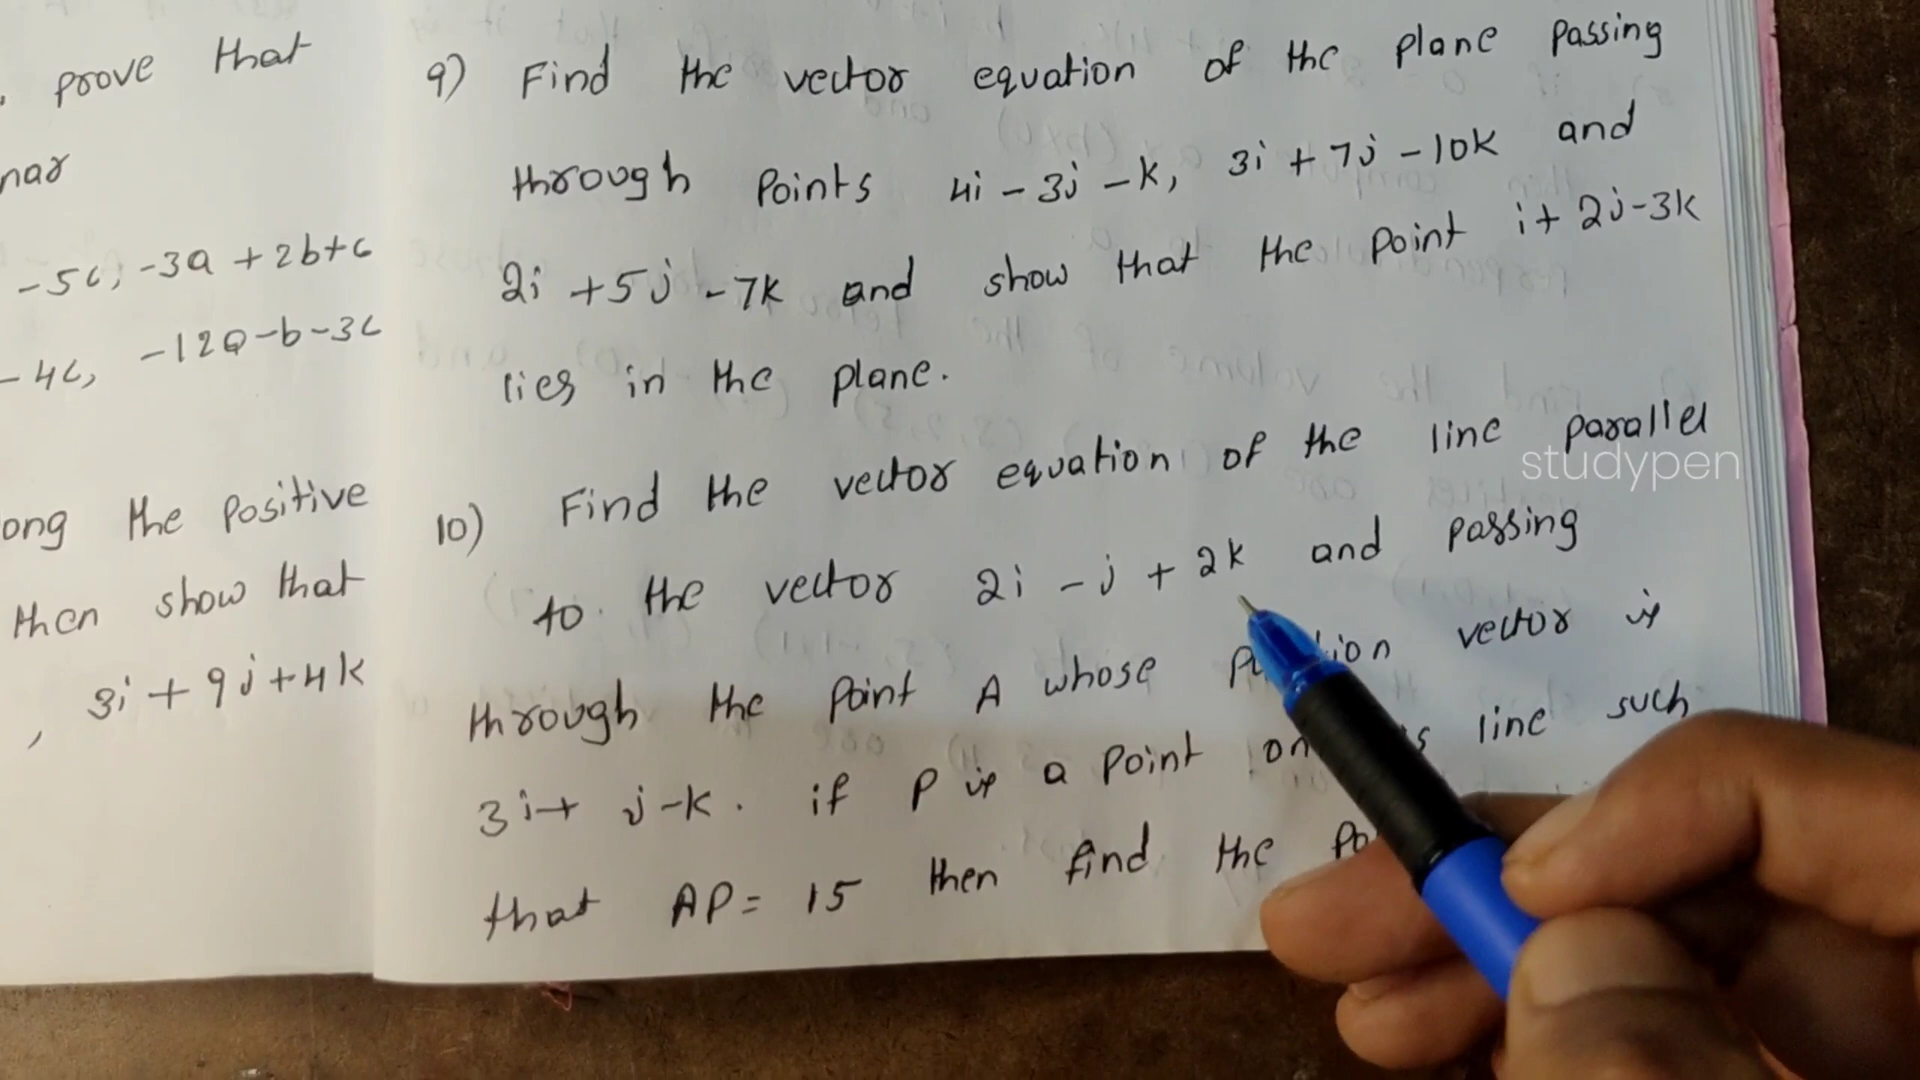 , prove that
nar
-5c, -3a + 2b+c
-4c, -12a-b-3c
ong the positive
then show that
, 3i + 9j+4k
9) Find the vector equation of the plane passing
through points 4i - 3j - k, 3i + 7j - 10k and
2i + 5j - 7k and show that the point i + 2j - 3k
lies in the plane.
10) Find the vector equation of the line parallel
studypen
to the vector 2i - j + 2k and passing
through the point A whose vector is
3i + j - k. if P is a point on line such
that AP = 15 then find the